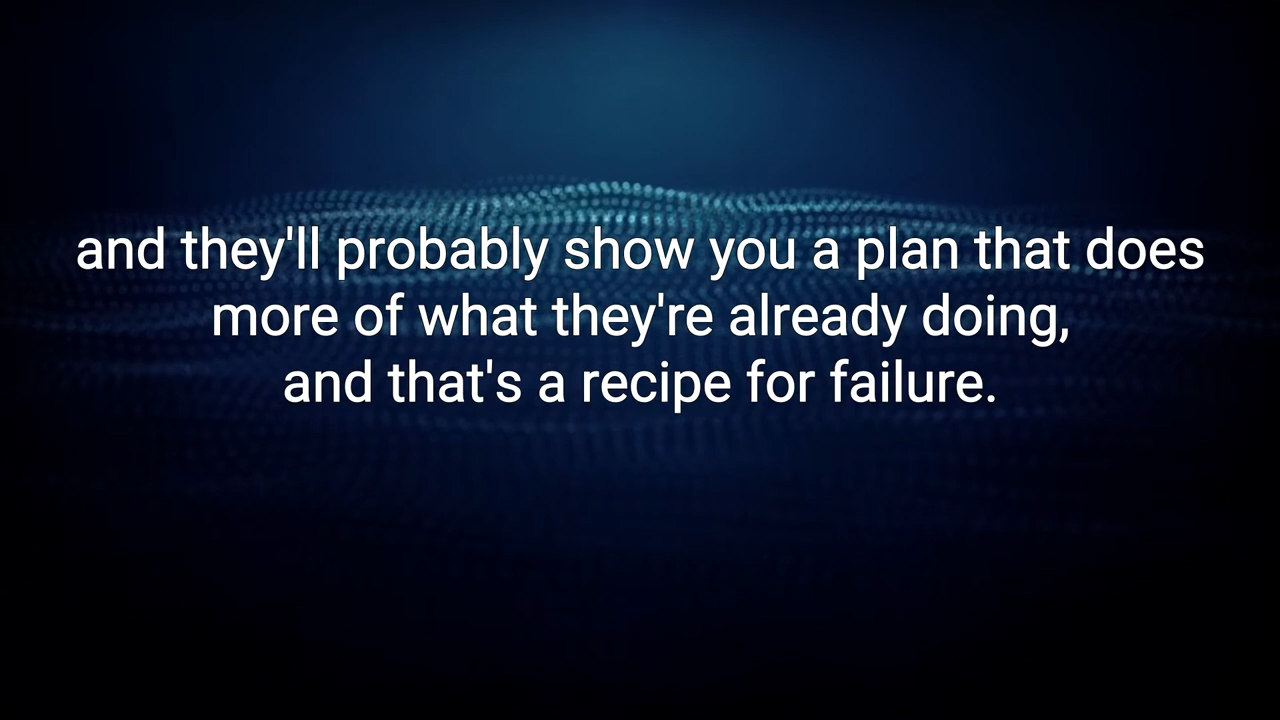 and they'll probably show you a plan that does
more of what they're already doing,
and that's a recipe for failure.